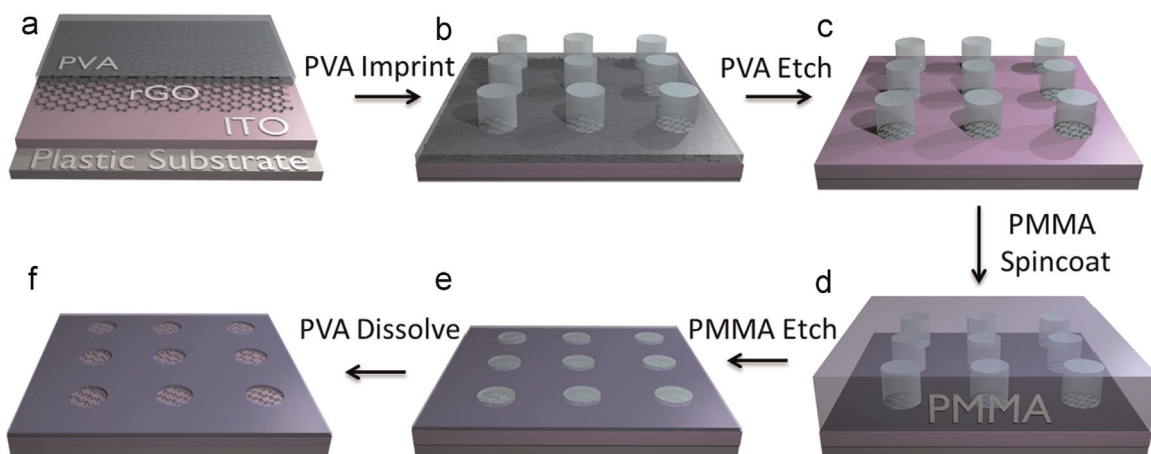 a
PVA
rGO
ITO
Plastic Substrate
PVA Imprint
b
PVA Etch
c
PMMA
Spincoat
d
PMMA
PMMA Etch
e
PVA Dissolve
f